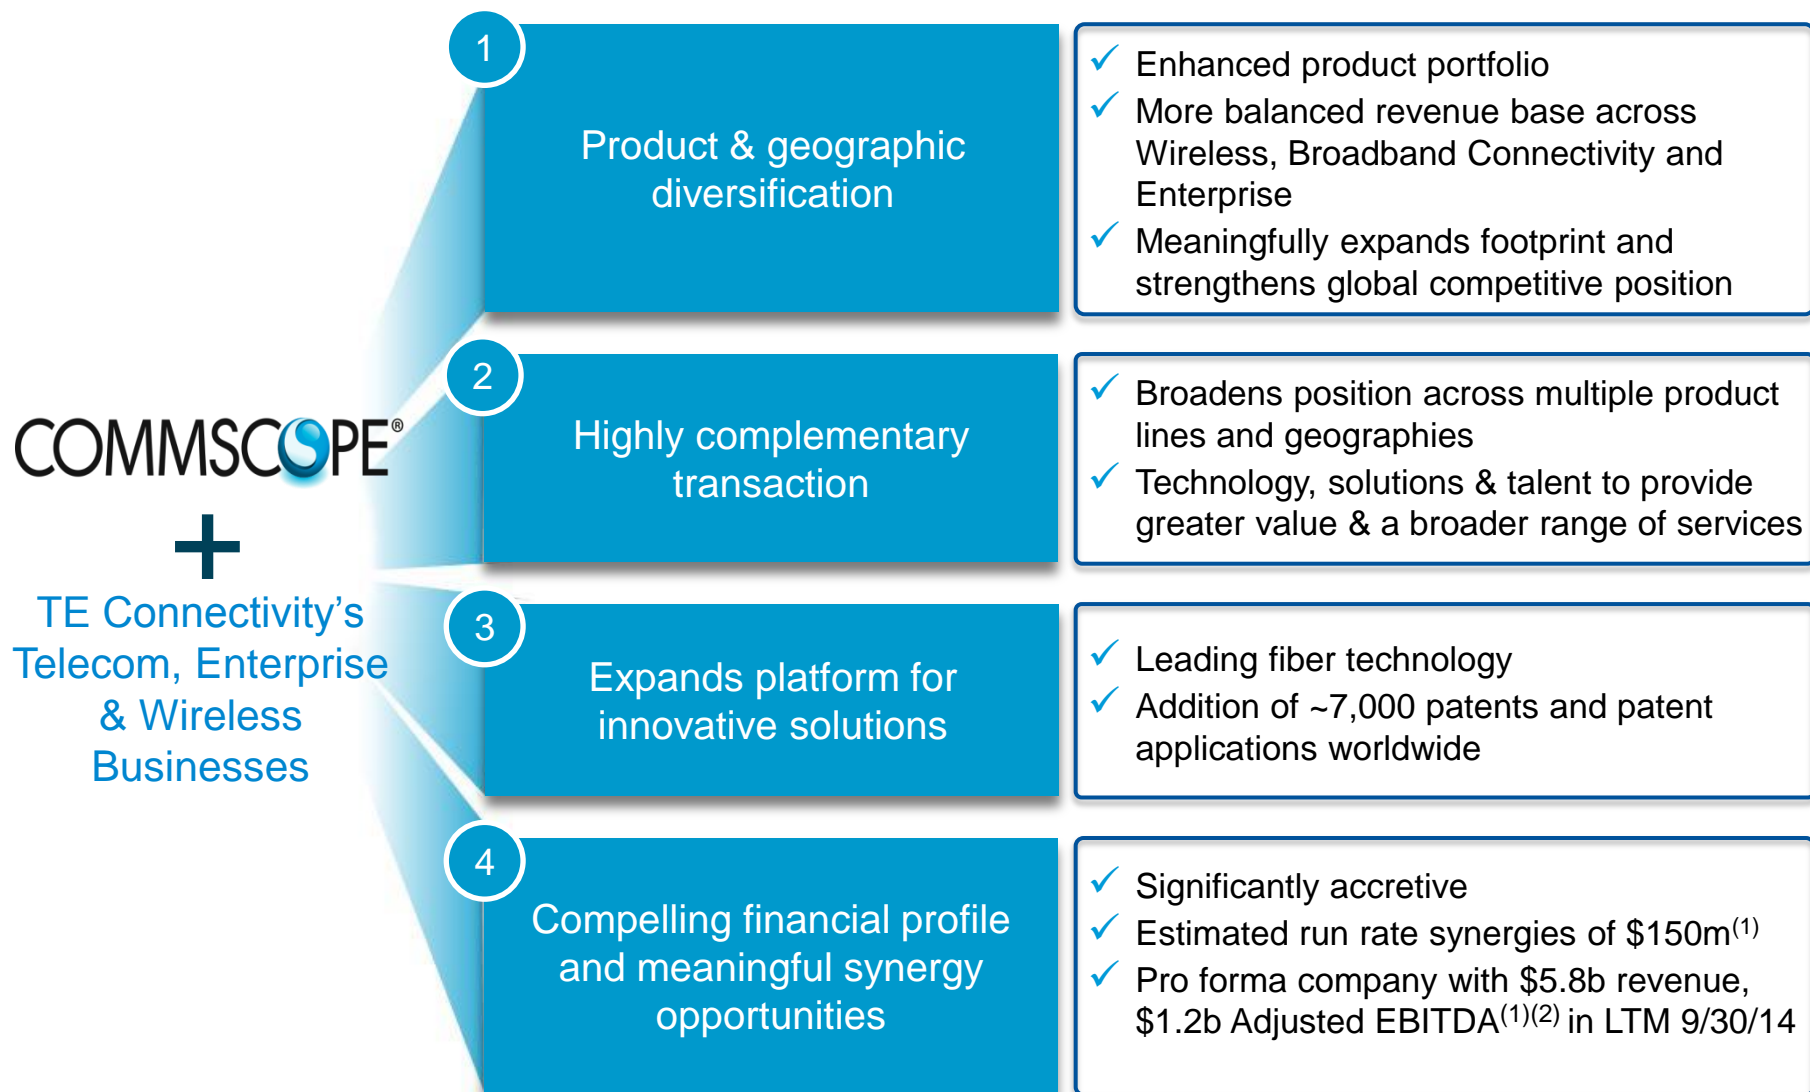 COMMSCOPE®
+
TE Connectivity’s
Telecom, Enterprise
& Wireless
Businesses
1
Product & geographic
diversification
✓ Enhanced product portfolio
✓ More balanced revenue base across
Wireless, Broadband Connectivity and
Enterprise
✓ Meaningfully expands footprint and
strengthens global competitive position
2
Highly complementary
transaction
✓ Broadens position across multiple product
lines and geographies
✓ Technology, solutions & talent to provide
greater value & a broader range of services
3
Expands platform for
innovative solutions
✓ Leading fiber technology
✓ Addition of ~7,000 patents and patent
applications worldwide
4
Compelling financial profile
and meaningful synergy
opportunities
✓ Significantly accretive
✓ Estimated run rate synergies of $150m(1)
✓ Pro forma company with $5.8b revenue,
$1.2b Adjusted EBITDA(1)(2) in LTM 9/30/14